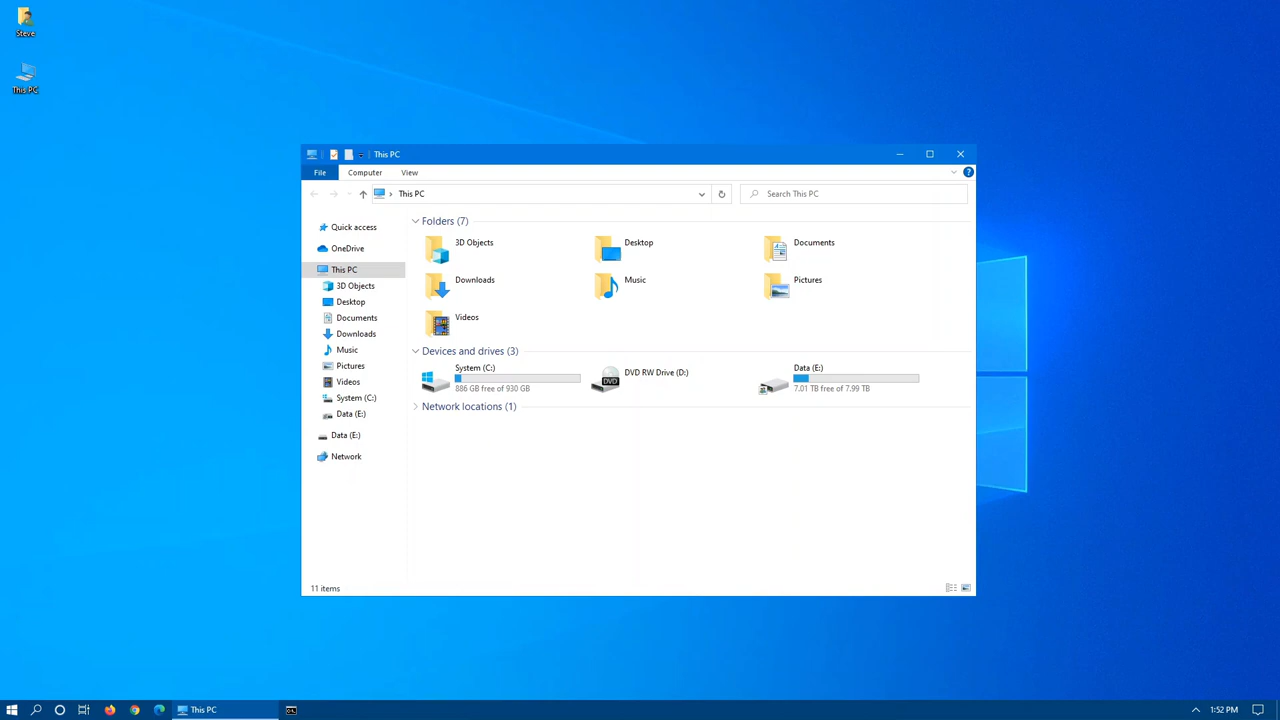 Steve
This PC
This PC
File Computer View
This PC
Search This PC
Quick access
OneDrive
This PC
3D Objects
Desktop
Documents
Downloads
Music
Pictures
Videos
System (C:)
Data (E:)
Data (E:)
Network
Folders (7)
3D Objects
Desktop
Documents
Downloads
Music
Pictures
Videos
Devices and drives (3)
System (C:)
886 GB free of 930 GB
DVD RW Drive (D:)
DVD
Data (E:)
7.01 TB free of 7.99 TB
Network locations (1)
11 items
This PC
1:52 PM